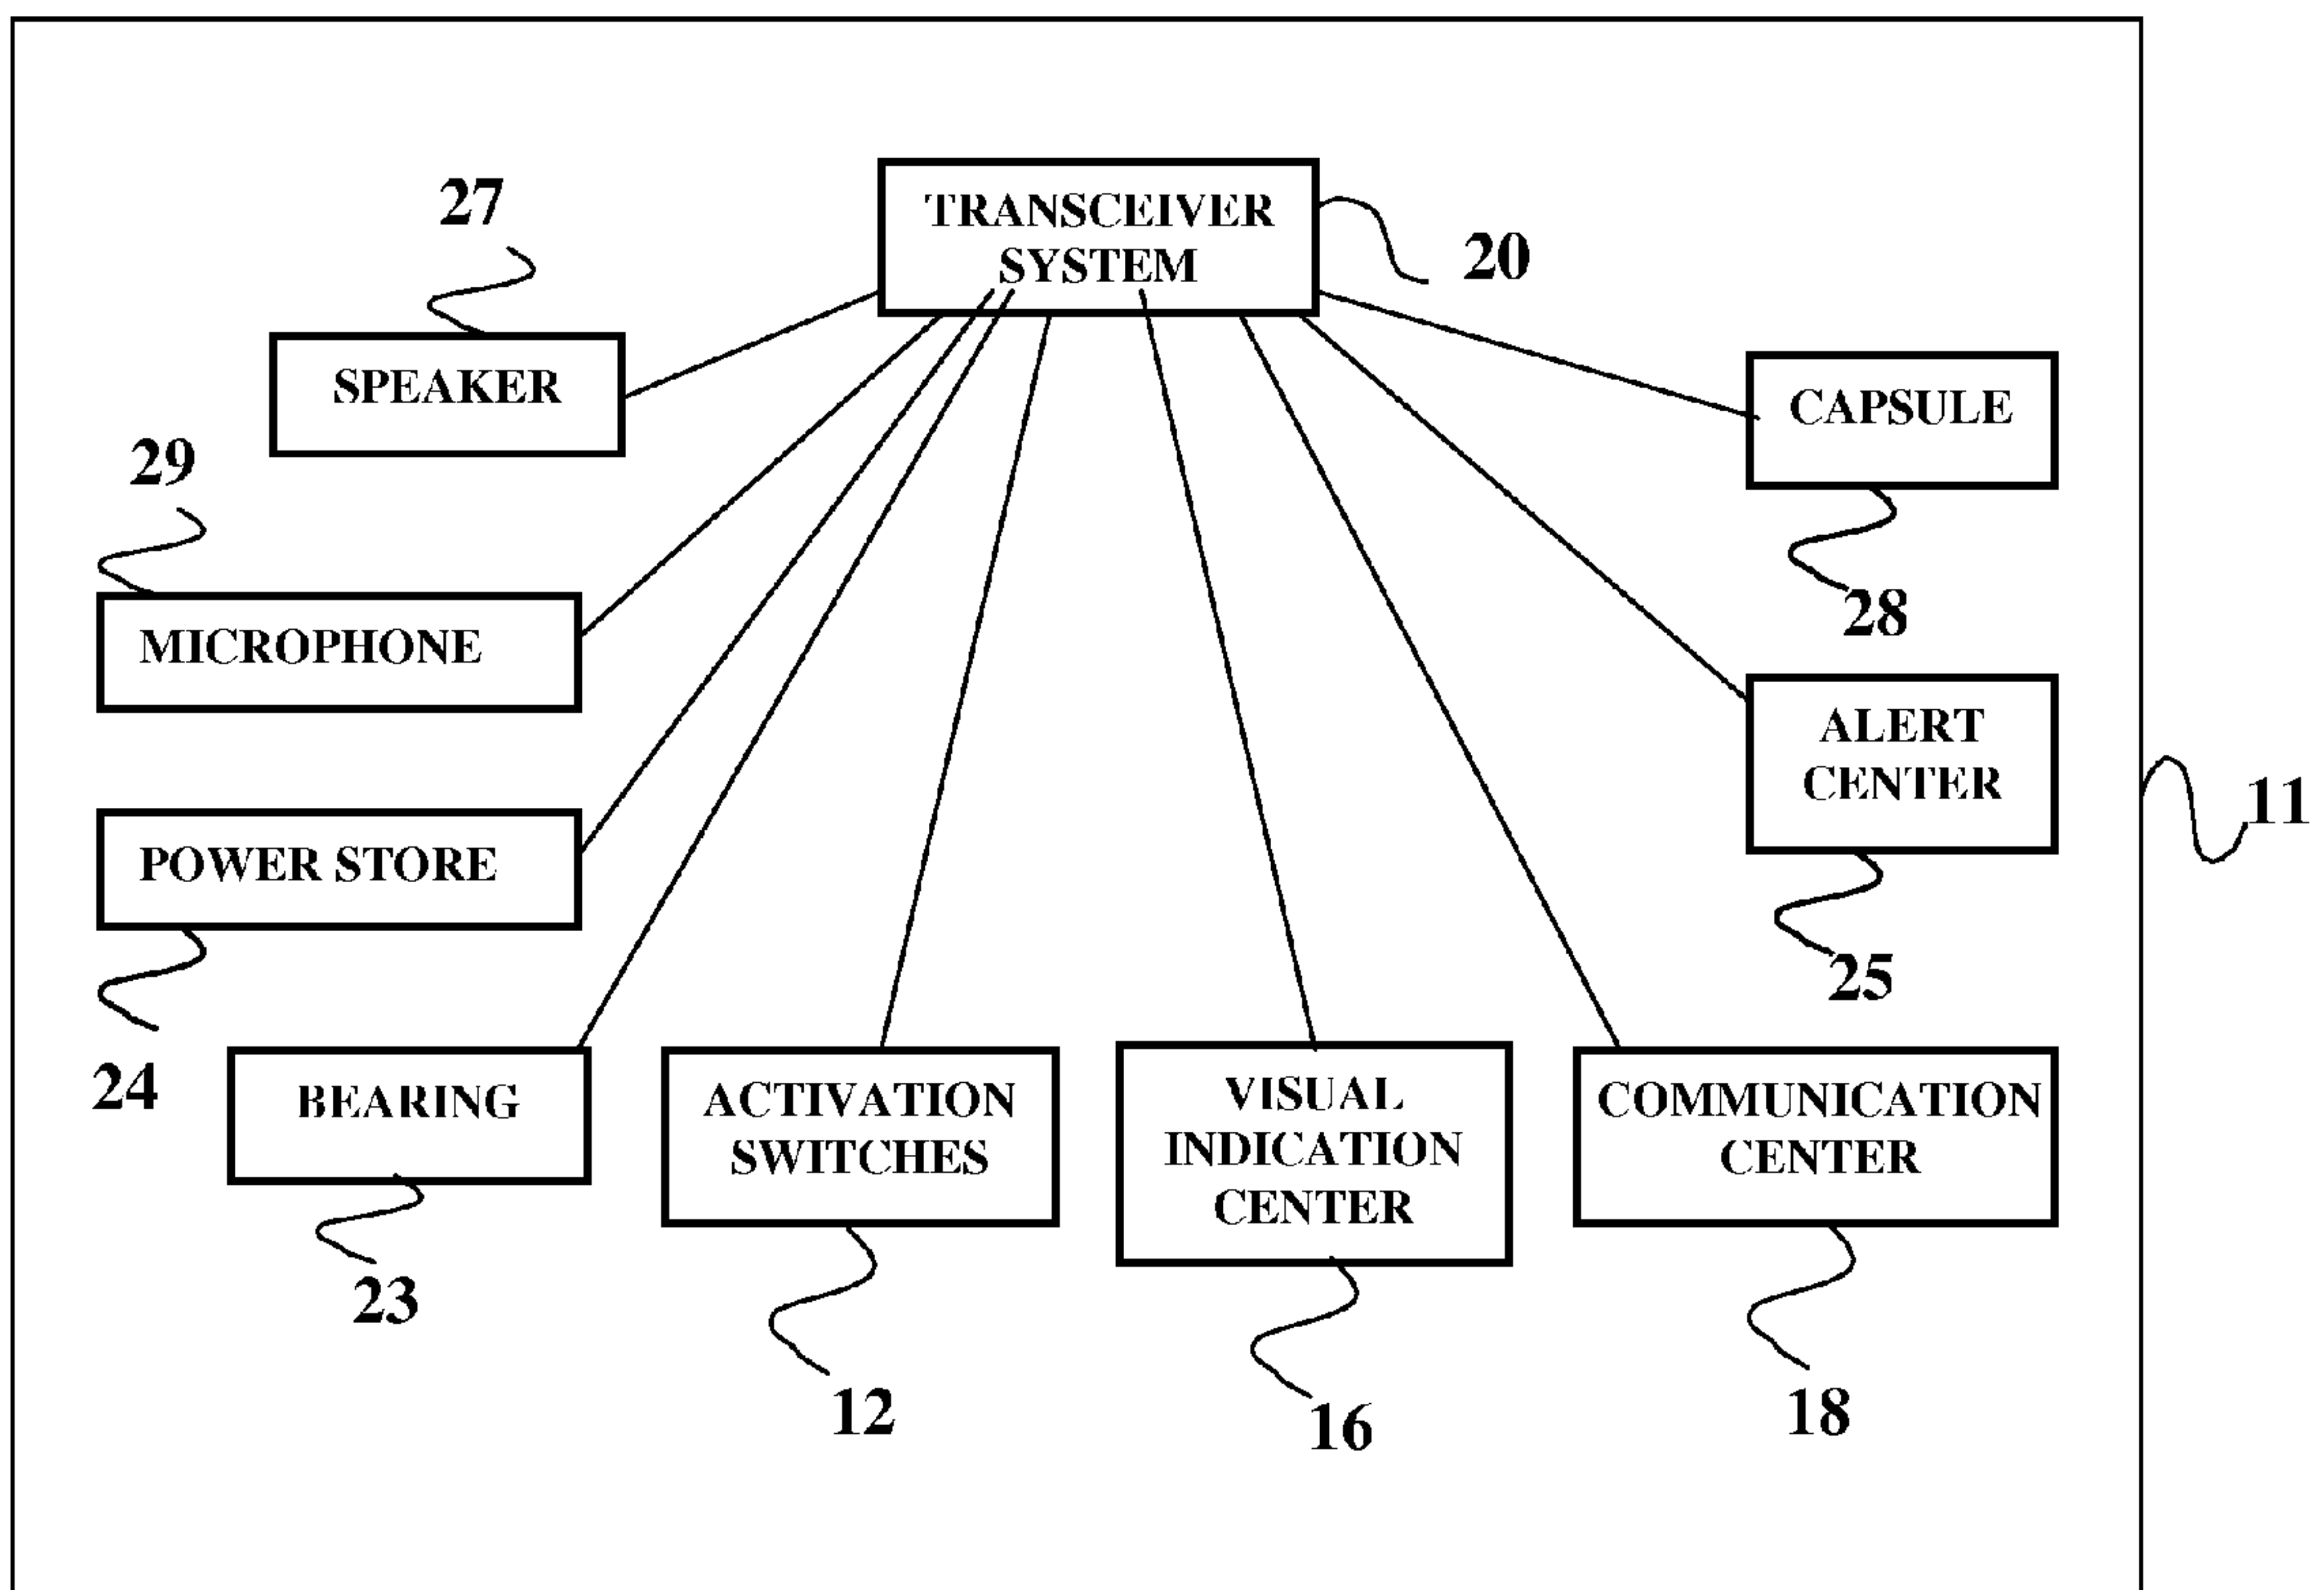 27
TRANSCEIVER
SYSTEM
20
SPEAKER
CAPSULE
29
28
MICROPHONE
ALERT
CENTER
11
POWER STORE
25
24
BEARING
ACTIVATION
SWITCHES
VISUAL
INDICATION
CENTER
COMMUNICATION
CENTER
23
12
16
18